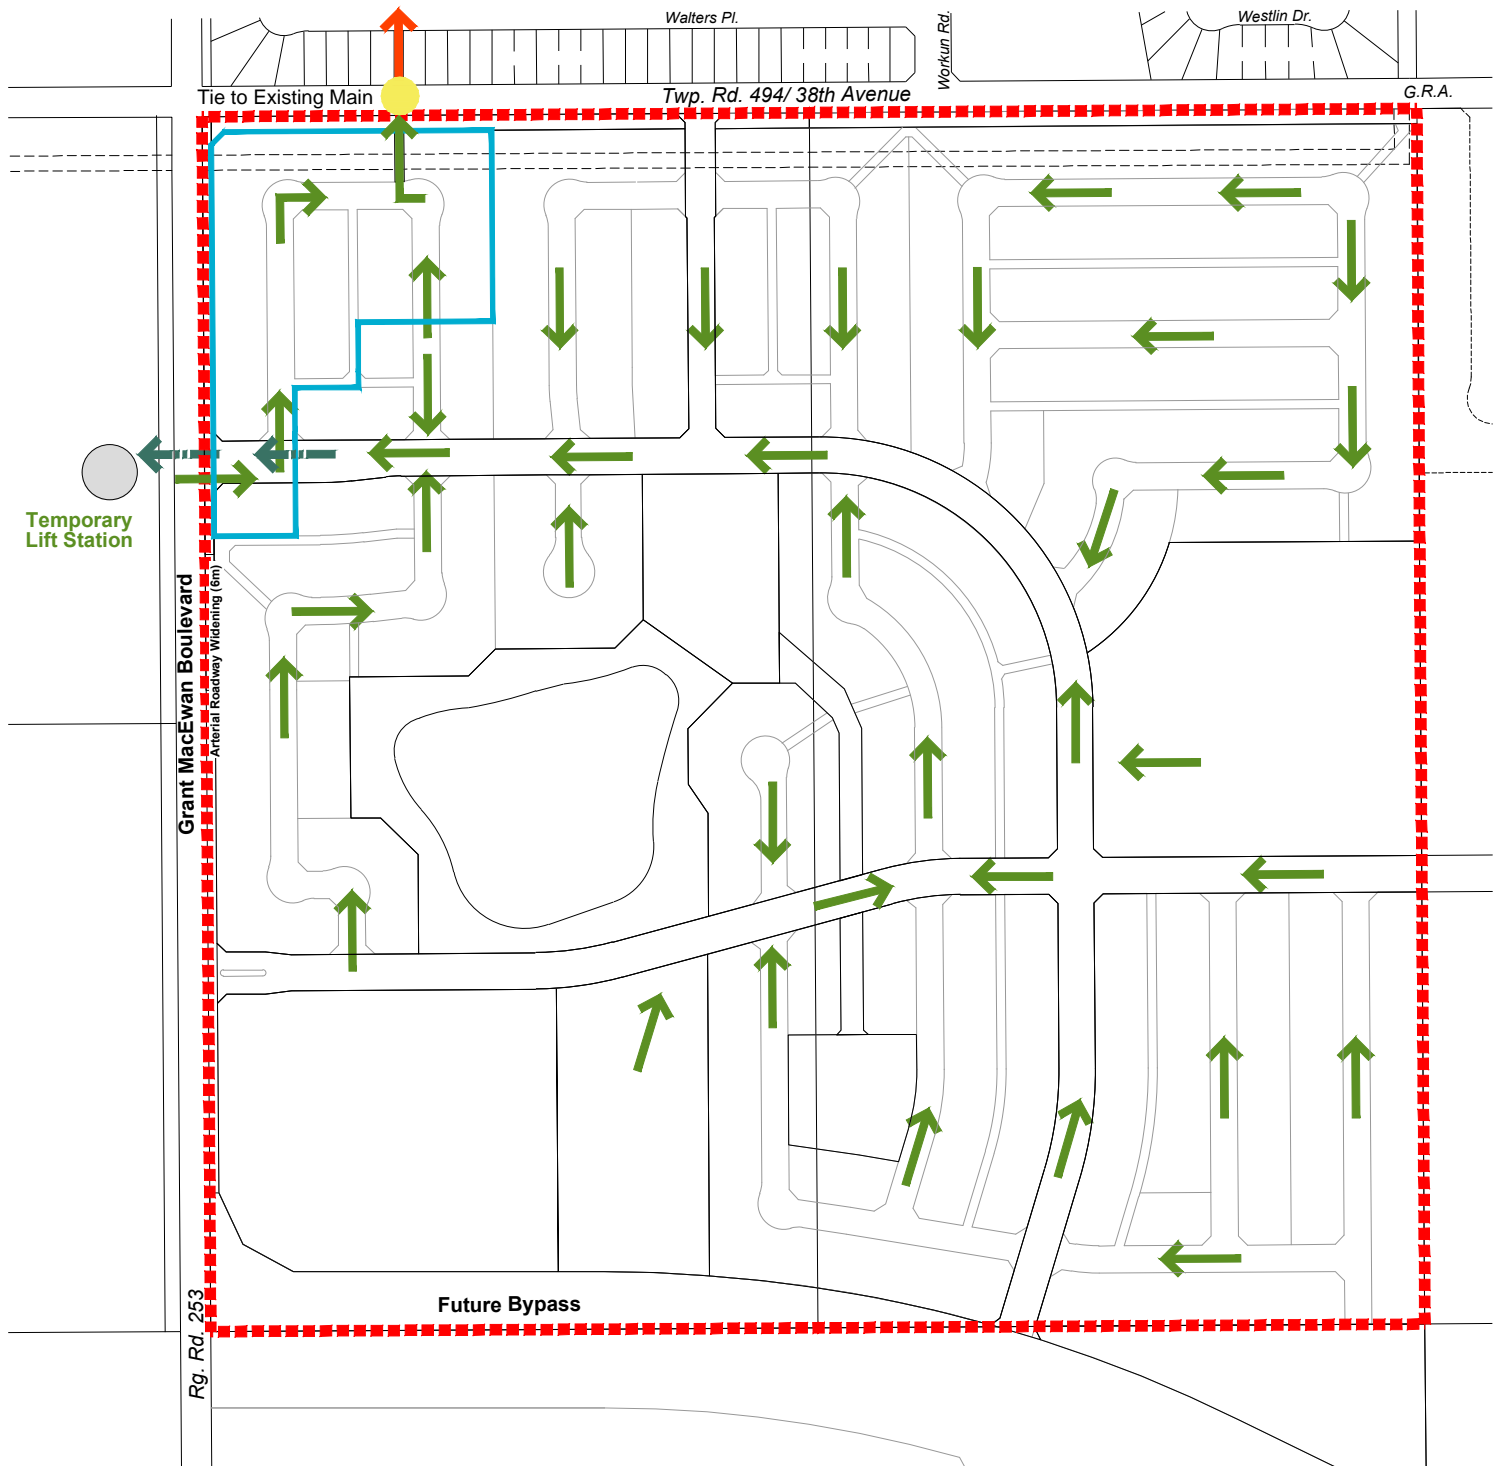 Walters Pl.
Workun Rd.
Westlin Dr.
Tie to Existing Main
Twp. Rd. 494/ 38th Avenue
G.R.A.
Temporary
Lift Station
Grant MacEwan Boulevard
Arterial Roadway Widening (6m)
Future Bypass
Rg. Rd. 253